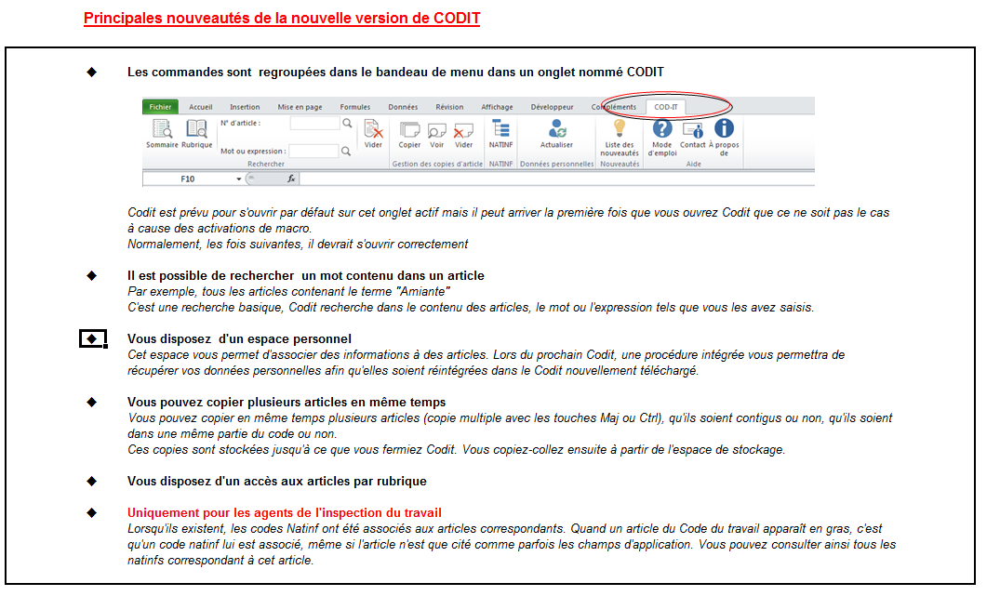 Principales nouveautés de la nouvelle version de CODIT
◆ Les commandes sont regroupées dans le bandeau de menu dans un onglet nommé CODIT
Fichier Accueil Insertion Mise en page Formules Données Révision Affichage Développeur Compléments COD-IT
N° d'article :
Sommaire Rubrique Vider Copier Voir Vider NATINF Actualiser Liste des nouveautés Mode d'emploi Contact À propos de
Mot ou expression :
Rechercher Gestion des copies d'article NATINF Données personnelles Nouveautés Aide
F10 fx
Codit est prévu pour s'ouvrir par défaut sur cet onglet actif mais il peut arriver la première fois que vous ouvrez Codit que ce ne soit pas le cas
à cause des activations de macro.
Normalement, les fois suivantes, il devrait s'ouvrir correctement
◆ Il est possible de rechercher un mot contenu dans un article
Par exemple, tous les articles contenant le terme "Amiante"
C'est une recherche basique, Codit recherche dans le contenu des articles, le mot ou l'expression tels que vous les avez saisis.
◆ Vous disposez d'un espace personnel
Cet espace vous permet d'associer des informations à des articles. Lors du prochain Codit, une procédure intégrée vous permettra de
récupérer vos données personnelles afin qu'elles soient réintégrées dans le Codit nouvellement téléchargé.
◆ Vous pouvez copier plusieurs articles en même temps
Vous pouvez copier en même temps plusieurs articles (copie multiple avec les touches Maj ou Ctrl), qu'ils soient contigus ou non, qu'ils soient
dans une même partie du code ou non.
Ces copies sont stockées jusqu'à ce que vous fermiez Codit. Vous copiez-collez ensuite à partir de l'espace de stockage.
◆ Vous disposez d'un accès aux articles par rubrique
◆ Uniquement pour les agents de l'inspection du travail
Lorsqu'ils existent, les codes Natinf ont été associés aux articles correspondants. Quand un article du Code du travail apparaît en gras, c'est
qu'un code natinf lui est associé, même si l'article n'est que cité comme parfois les champs d'application. Vous pouvez consulter ainsi tous les
natinfs correspondant à cet article.